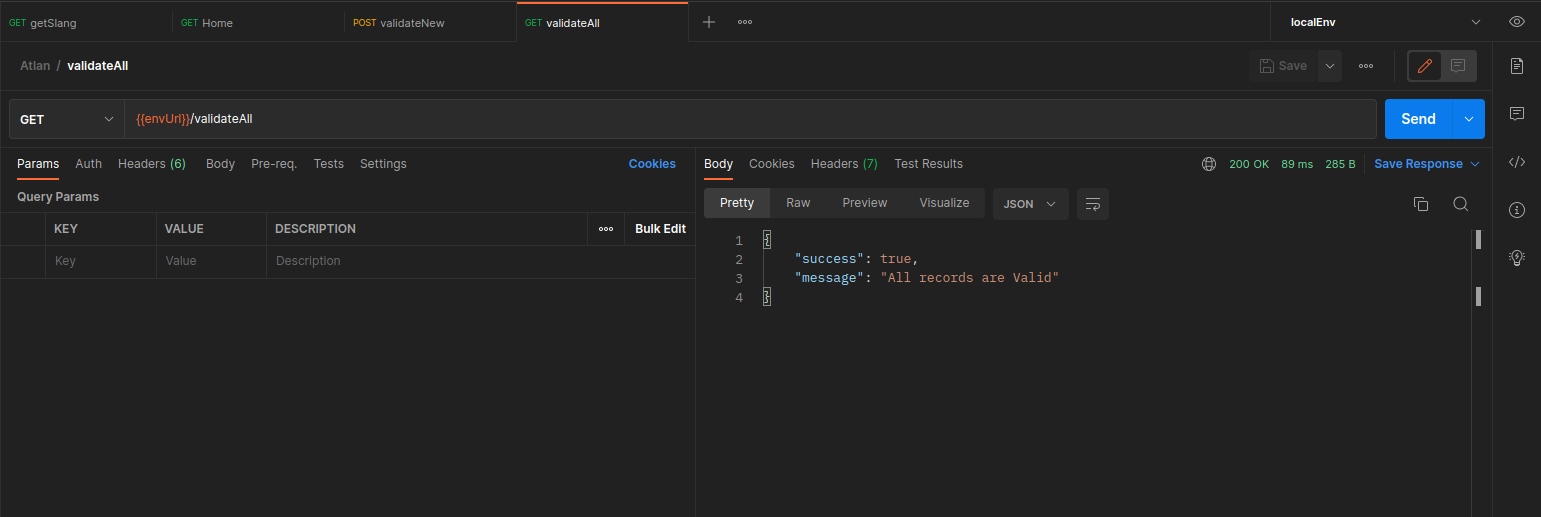 GET getSlang GET Home POST validateNew GET validateAll localEnv
Atlan / validateAll Save
GET {{envUrl}}/validateAll Send
Params Auth Headers (6) Body Pre-req. Tests Settings Cookies
Body Cookies Headers (7) Test Results 200 OK 89 ms 285 B Save Response
Query Params
KEY VALUE DESCRIPTION Bulk Edit
Key Value Description
Pretty Raw Preview Visualize JSON
1 {
2 "success": true,
3 "message": "All records are Valid"
4 }